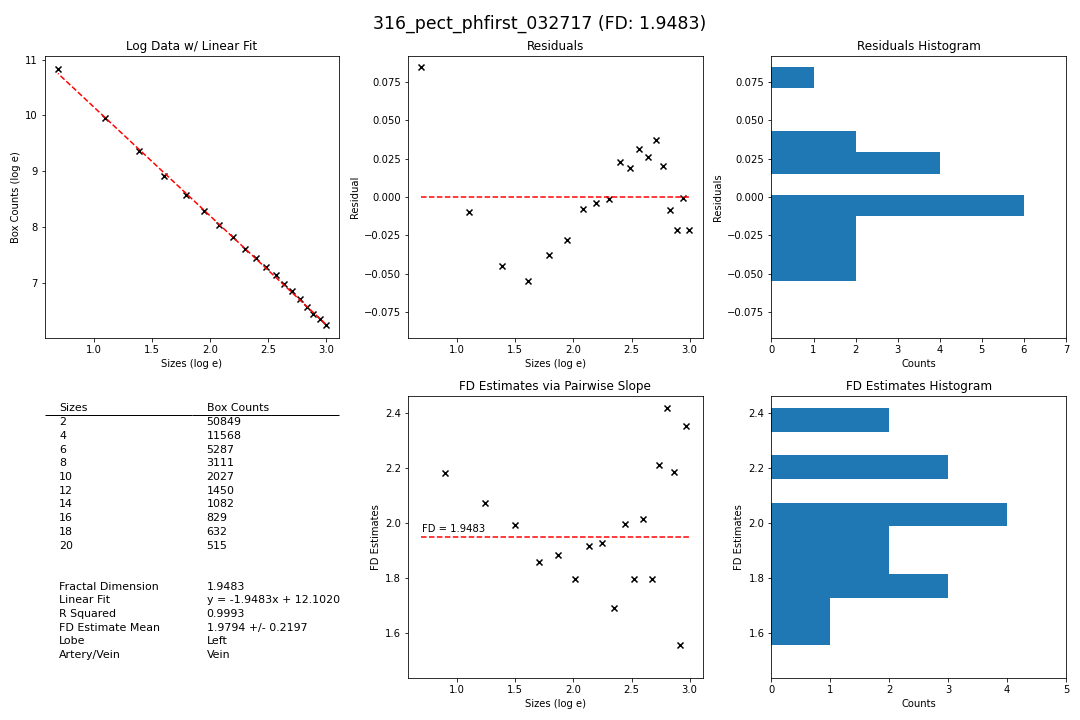 316_pect_phfirst_032717 (FD: 1.9483)
Log Data w/ Linear Fit
Box Counts (log e)
11
10
9
8
7
1.0 1.5 2.0 2.5 3.0
Sizes (log e)
Residuals
Residual
0.075
0.050
0.025
0.000
−0.025
−0.050
−0.075
1.0 1.5 2.0 2.5 3.0
Sizes (log e)
Residuals Histogram
Residuals
0.075
0.050
0.025
0.000
−0.025
−0.050
−0.075
0 1 2 3 4 5 6 7
Counts
Sizes Box Counts
2 50849
4 11568
6 5287
8 3111
10 2027
12 1450
14 1082
16 829
18 632
20 515
Fractal Dimension 1.9483
Linear Fit y = -1.9483x + 12.1020
R Squared 0.9993
FD Estimate Mean 1.9794 +/- 0.2197
Lobe Left
Artery/Vein Vein
FD Estimates via Pairwise Slope
FD Estimates
2.4
2.2
2.0
1.8
1.6
FD = 1.9483
1.0 1.5 2.0 2.5 3.0
Sizes (log e)
FD Estimates Histogram
FD Estimates
2.4
2.2
2.0
1.8
1.6
0 1 2 3 4 5
Counts